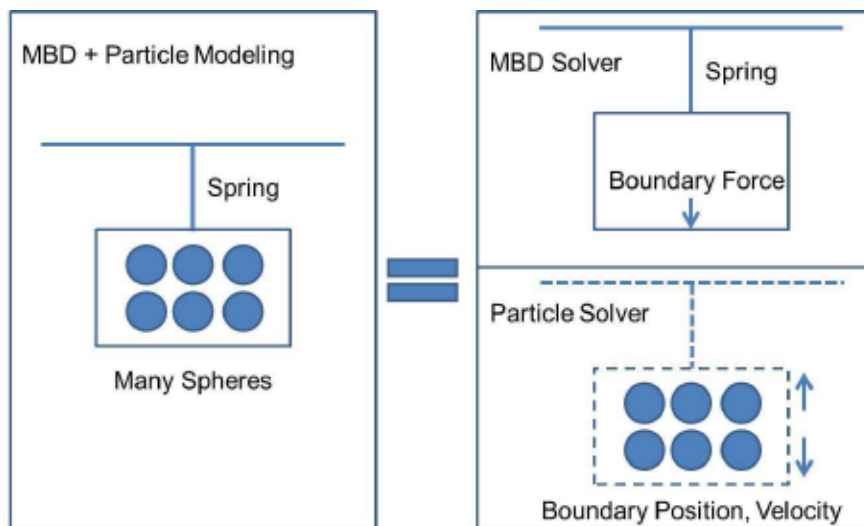 MBD + Particle Modeling
Spring
Many Spheres
MBD Solver
Spring
Boundary Force
Particle Solver
Boundary Position, Velocity